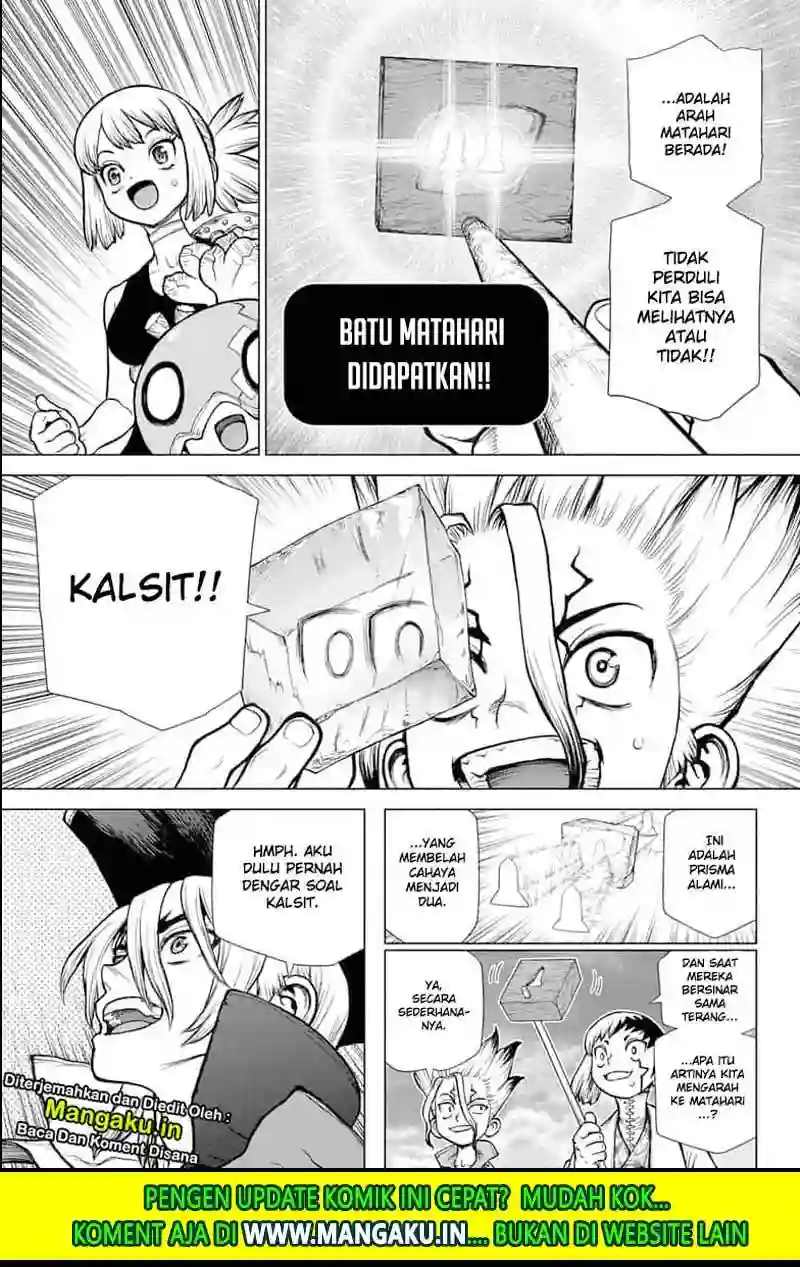 ...ADALAH
ARAH
MATAHARI
BERADA!
TIDAK
PERDULI
KITA BISA
MELIHATNYA
ATAU
TIDAK!!
BATU MATAHARI
DIDAPATKAN!!
KALSIT!!
INI
ADALAH
PRISMA
ALAMI...
...YANG
MEMBELAH
CAHAYA
MENJADI
DUA.
HMPH. AKU
DULU PERNAH
DENGAR SOAL
KALSIT.
DAN SAAT
MEREKA
BERSINAR
SAMA
TERANG...
...APA ITU
ARTINYA KITA
MENGARAH
KE MATAHARI
...?
YA,
SECARA
SEDERHANA-
NYA.
Diterjemahkan dan Diedit Oleh :
Mangaku.in
Baca Dan Koment Disana
PENGEN UPDATE KOMIK INI CEPAT? MUDAH KOK...
KOMENT AJA DI WWW.MANGAKU.IN.... BUKAN DI WEBSITE LAIN